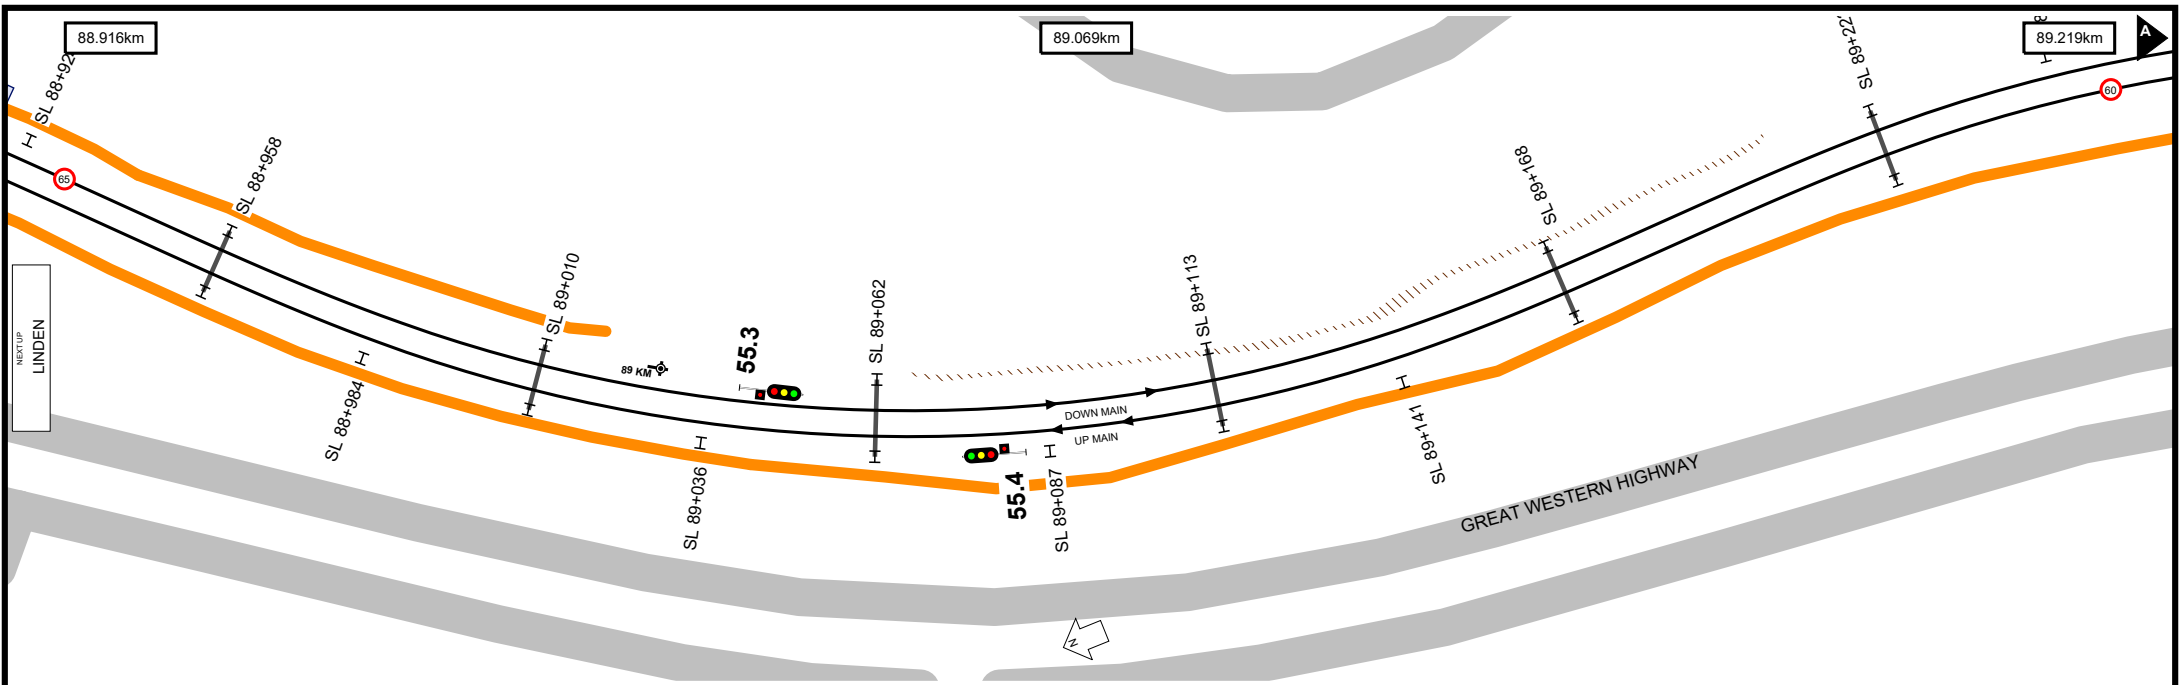 88.916km
89.069km
89.219km
A
60
65
SL 88+958
SL 89+010
SL 89+062
SL 89+113
SL 89+168
NEXT UP
LINDEN
89 KM
55.3
DOWN MAIN
UP MAIN
55.4
SL 88+984
SL 89+036
SL 89+087
SL 89+141
GREAT WESTERN HIGHWAY
N